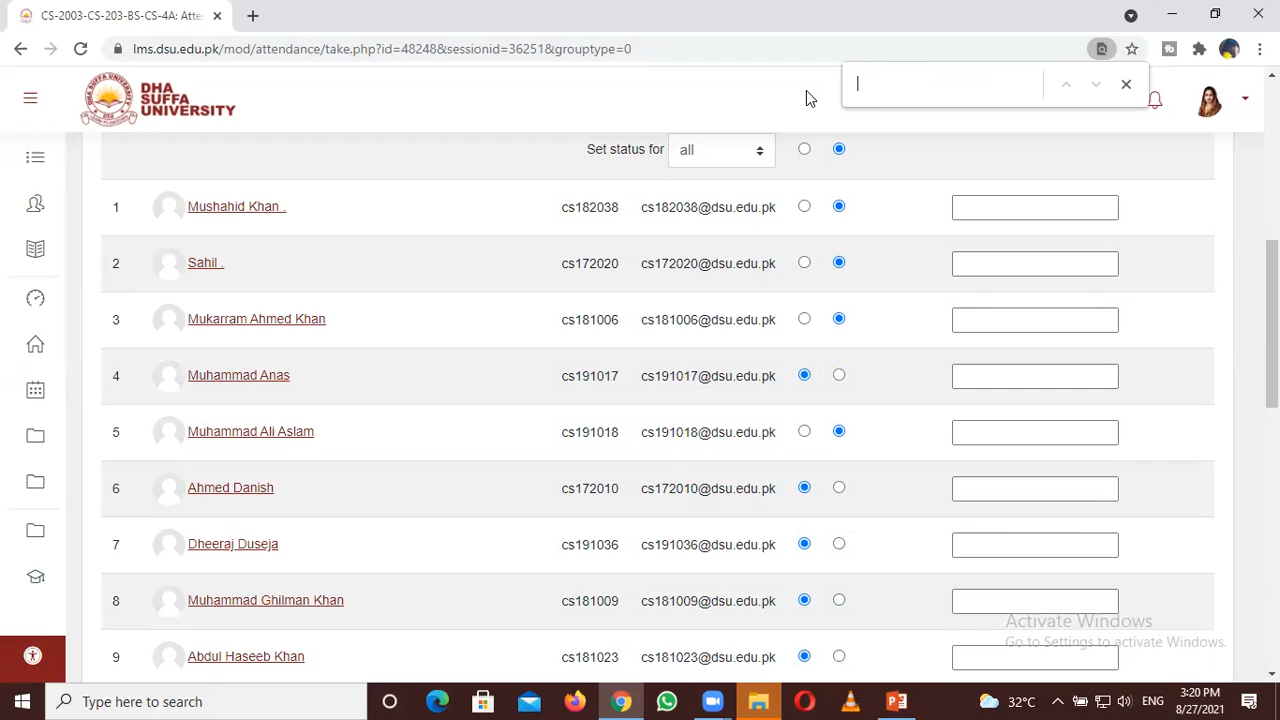 CS-2003-CS-203-BS-CS-4A: Atte
lms.dsu.edu.pk/mod/attendance/take.php?id=48248&sessionid=36251&grouptype=0
DHA
SUFFA
UNIVERSITY
Set status for all
1 Mushahid Khan . cs182038 cs182038@dsu.edu.pk
2 Sahil . cs172020 cs172020@dsu.edu.pk
3 Mukarram Ahmed Khan cs181006 cs181006@dsu.edu.pk
4 Muhammad Anas cs191017 cs191017@dsu.edu.pk
5 Muhammad Ali Aslam cs191018 cs191018@dsu.edu.pk
6 Ahmed Danish cs172010 cs172010@dsu.edu.pk
7 Dheeraj Duseja cs191036 cs191036@dsu.edu.pk
8 Muhammad Ghilman Khan cs181009 cs181009@dsu.edu.pk
9 Abdul Haseeb Khan cs181023 cs181023@dsu.edu.pk
Activate Windows
Go to Settings to activate Windows.
Type here to search
32°C ENG 3:20 PM
8/27/2021